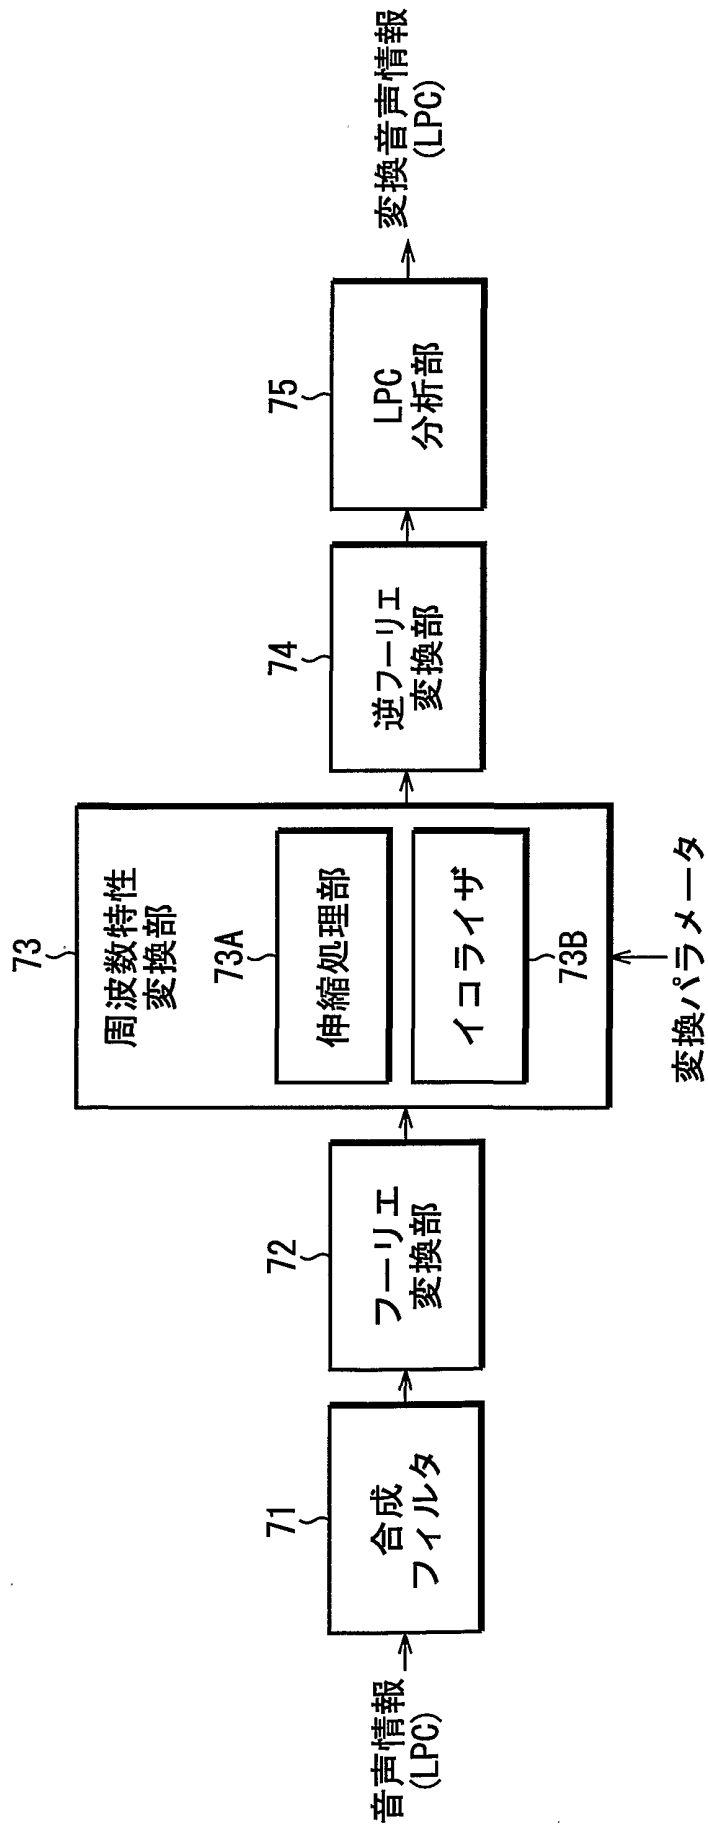 音声情報
(LPC)
71
合成
フィルタ
72
フーリエ
変換部
73
周波数特性
変換部
73A
伸縮処理部
イコライザ
73B
変換パラメータ
74
逆フーリエ
変換部
75
LPC
分析部
変換音声情報
(LPC)